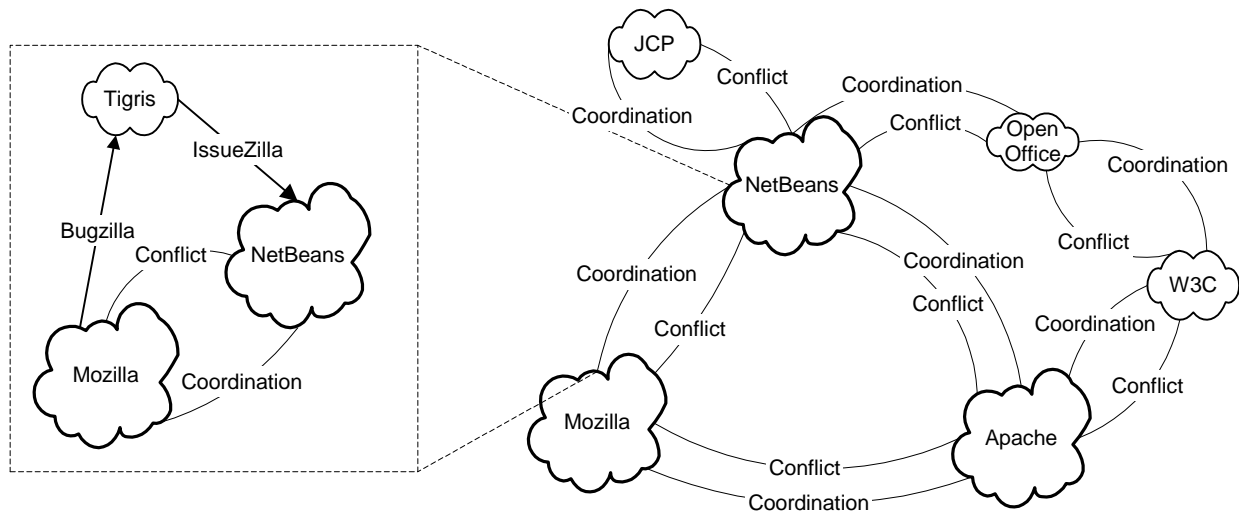 Tigris
IssueZilla
Bugzilla
Conflict
NetBeans
Mozilla
Coordination
JCP
Conflict
Coordination
Coordination
Conflict
Open
Office
Coordination
NetBeans
Conflict
W3C
Coordination
Coordination
Conflict
Conflict
Coordination
Conflict
Mozilla
Apache
Conflict
Coordination